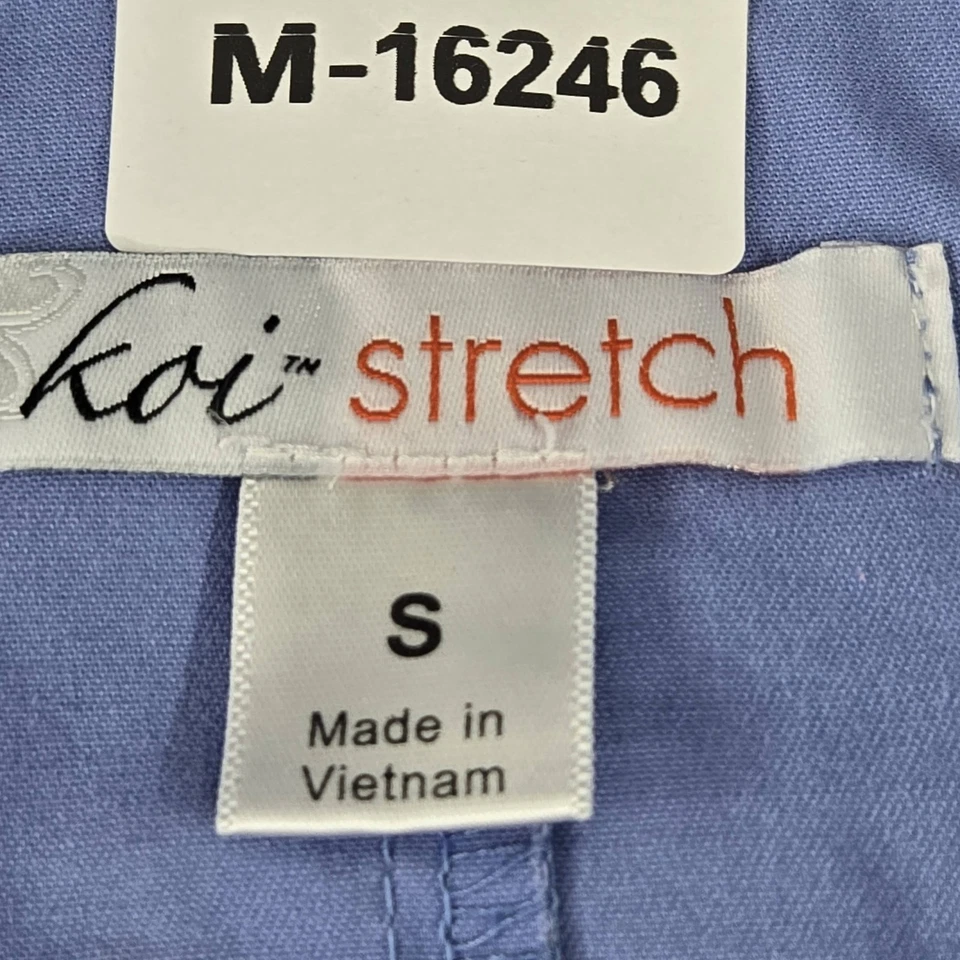 M-16246
koi™ stretch
S
Made in
Vietnam